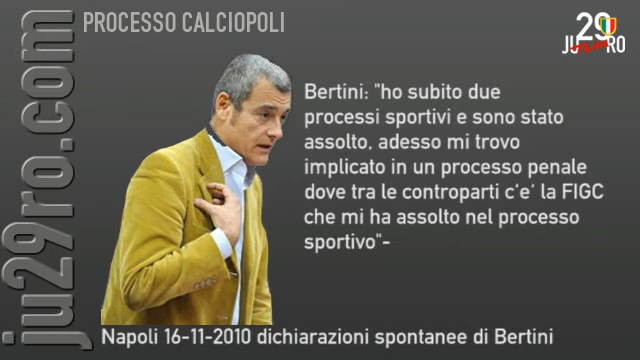 PROCESSO CALCIOPOLI
29
JU RO
TEAM
ju29ro.com
Bertini: "ho subito due
processi sportivi e sono stato
assolto, adesso mi trovo
implicato in un processo penale
dove tra le controparti c'e' la FIGC
che mi ha assolto nel processo
sportivo"-
Napoli 16-11-2010 dichiarazioni spontanee di Bertini